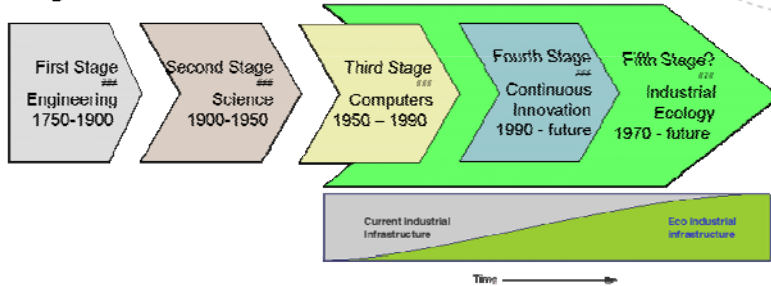 First Stage
###
Engineering
1750-1900
Second Stage
###
Science
1900-1950
Third Stage
###
Computers
1950 – 1990
Fourth Stage
###
Continuous
Innovation
1990 - future
Fifth Stage?
###
Industrial
Ecology
1970 - future
Current Industrial
Infrastructure
Eco Industrial
infrastructure
Time